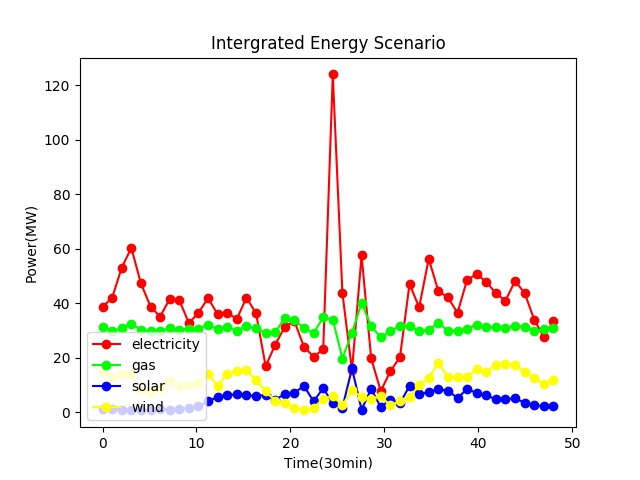 Intergrated Energy Scenario
Power(MW)
120
100
80
60
40
20
0
electricity
gas
solar
wind
0 10 20 30 40 50
Time(30min)